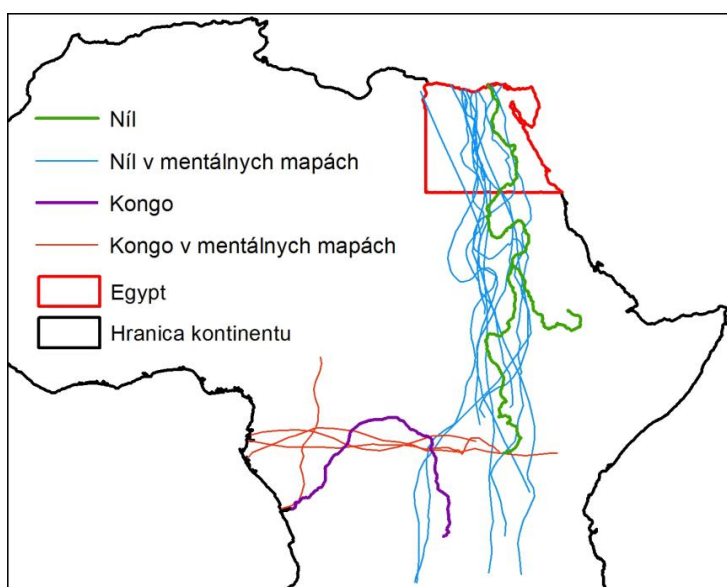 Níl
Níl v mentálnych mapách
Kongo
Kongo v mentálnych mapách
Egypt
Hranica kontinentu